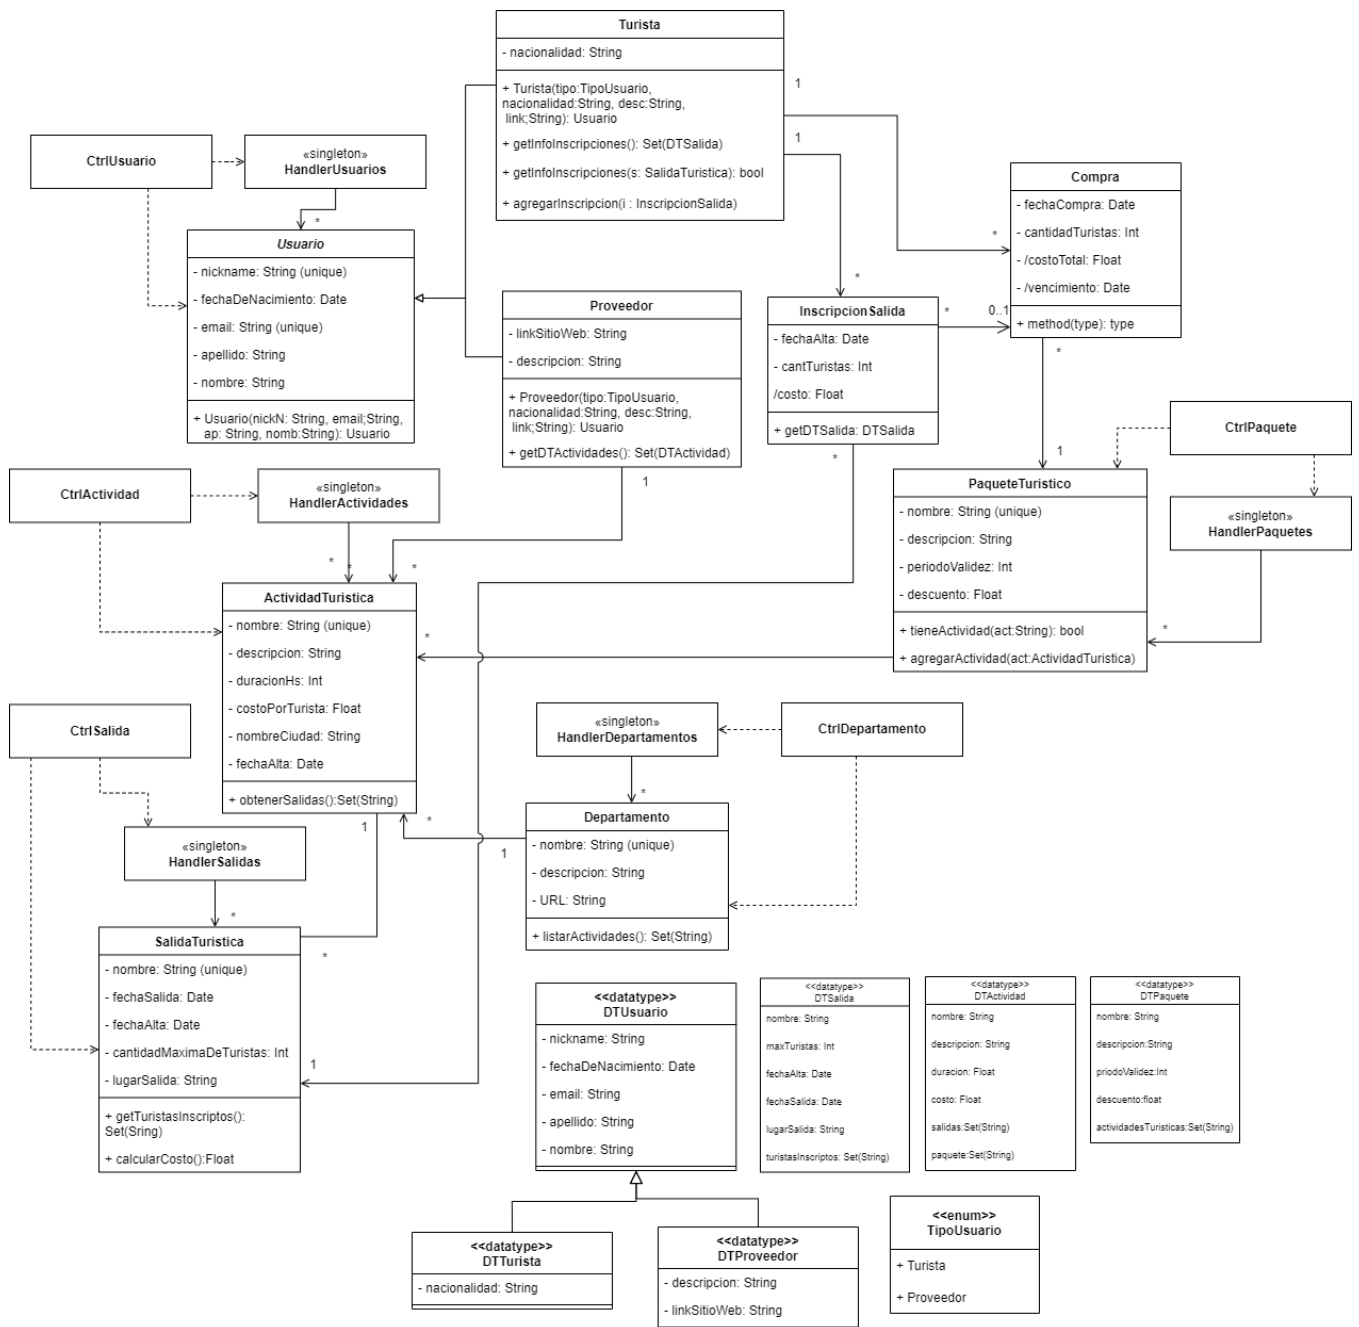 Turista
- nacionalidad: String
+ Turista(tipo:TipoUsuario,
nacionalidad:String, desc:String,
link;String): Usuario
+ getInfoInscripciones(): Set(DTSalida)
+ getInfoInscripciones(s: SalidaTuristica): bool
+ agregarInscripcion(i : InscripcionSalida)
1
1
*
*
CtrlUsuario
«singleton»
HandlerUsuarios
*
Usuario
- nickname: String (unique)
- fechaDeNacimiento: Date
- email: String (unique)
- apellido: String
- nombre: String
+ Usuario(nickN: String, email;String,
ap: String, nomb:String): Usuario
Proveedor
- linkSitioWeb: String
- descripcion: String
+ Proveedor(tipo:TipoUsuario,
nacionalidad:String, desc:String,
link;String): Usuario
+ getDTActividades(): Set(DTActividad)
1
Compra
- fechaCompra: Date
- cantidadTuristas: Int
- /costoTotal: Float
- /vencimiento: Date
+ method(type): type
InscripcionSalida
- fechaAlta: Date
- cantTuristas: Int
/costo: Float
+ getDTSalida: DTSalida
*
0..1
*
*
1
CtrlPaquete
«singleton»
HandlerPaquetes
*
PaqueteTuristico
- nombre: String (unique)
- descripcion: String
- periodoValidez: Int
- descuento: Float
+ tieneActividad(act:String): bool
+ agregarActividad(act:ActividadTuristica)
CtrlActividad
«singleton»
HandlerActividades
*
*
*
ActividadTuristica
- nombre: String (unique)
- descripcion: String
- duracionHs: Int
- costoPorTurista: Float
- nombreCiudad: String
- fechaAlta: Date
+ obtenerSalidas():Set(String)
*
*
1
1
CtrlSalida
«singleton»
HandlerSalidas
*
«singleton»
HandlerDepartamentos
CtrlDepartamento
*
Departamento
- nombre: String (unique)
- descripcion: String
- URL: String
+ listarActividades(): Set(String)
SalidaTuristica
- nombre: String (unique)
- fechaSalida: Date
- fechaAlta: Date
- cantidadMaximaDeTuristas: Int
- lugarSalida: String
+ getTuristasInscriptos():
Set(Sring)
+ calcularCosto():Float
*
1
<<datatype>>
DTUsuario
- nickname: String
- fechaDeNacimiento: Date
- email: String
- apellido: String
- nombre: String
<<datatype>>
DTSalida
nombre: String
maxTuristas: Int
fechaAlta: Date
fechaSalida: Date
lugarSalida: String
turistasInscriptos: Set(String)
<<datatype>>
DTActividad
nombre: String
descripcion: String
duracion: Float
costo: Float
salidas:Set(String)
paquete:Set(String)
<<datatype>>
DTPaquete
nombre: String
descripcion:String
priodoValidez:Int
descuento:float
actividadesTuristicas:Set(String)
<<datatype>>
DTTurista
- nacionalidad: String
<<datatype>>
DTProveedor
- descripcion: String
- linkSitioWeb: String
<<enum>>
TipoUsuario
+ Turista
+ Proveedor